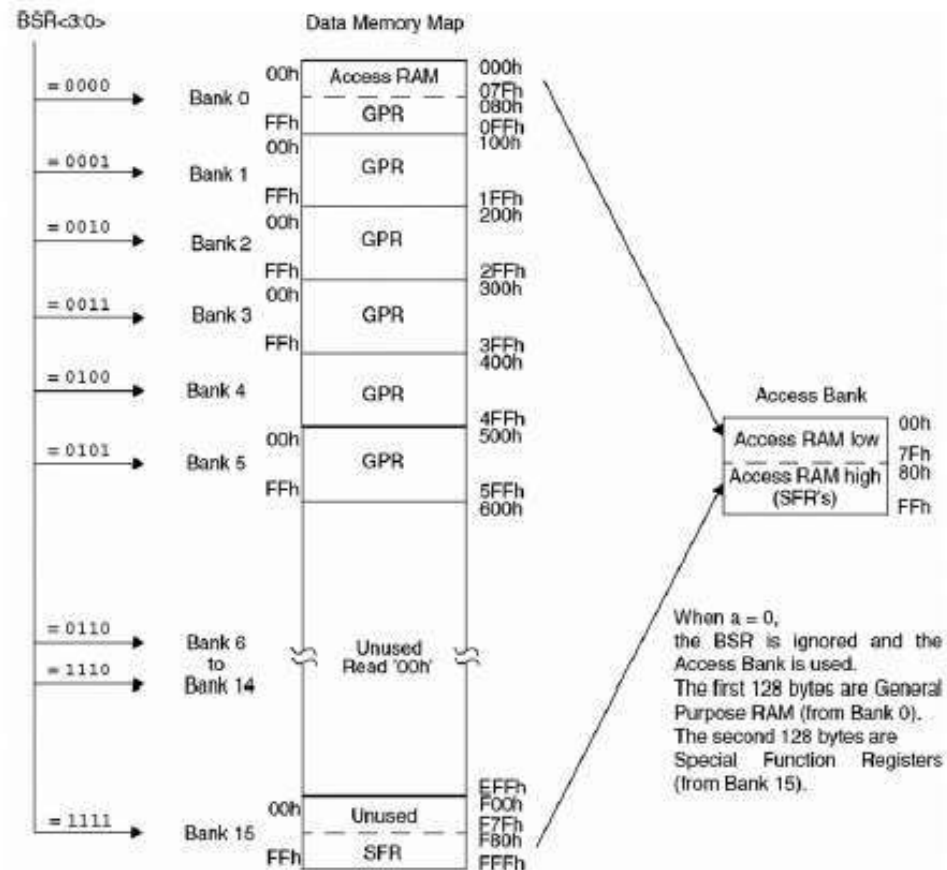 BSR<3:0>
Data Memory Map
= 0000
Bank 0
00h
Access RAM
000h
07Fh
080h
FFh
GPR
0FFh
= 0001
Bank 1
00h
GPR
100h
FFh
1FFh
= 0010
Bank 2
00h
GPR
200h
FFh
2FFh
= 0011
Bank 3
00h
GPR
300h
FFh
3FFh
= 0100
Bank 4
GPR
400h
4FFh
= 0101
Bank 5
00h
GPR
500h
FFh
5FFh
600h
= 0110
= 1110
Bank 6
to
Bank 14
Unused
Read '00h'
EFFh
= 1111
Bank 15
00h
Unused
F00h
F7Fh
F80h
FFh
SFR
FFFh
Access Bank
Access RAM low
00h
7Fh
Access RAM high
(SFR's)
80h
FFh
When a = 0,
the BSR is ignored and the
Access Bank is used.
The first 128 bytes are General
Purpose RAM (from Bank 0).
The second 128 bytes are
Special Function Registers
(from Bank 15).